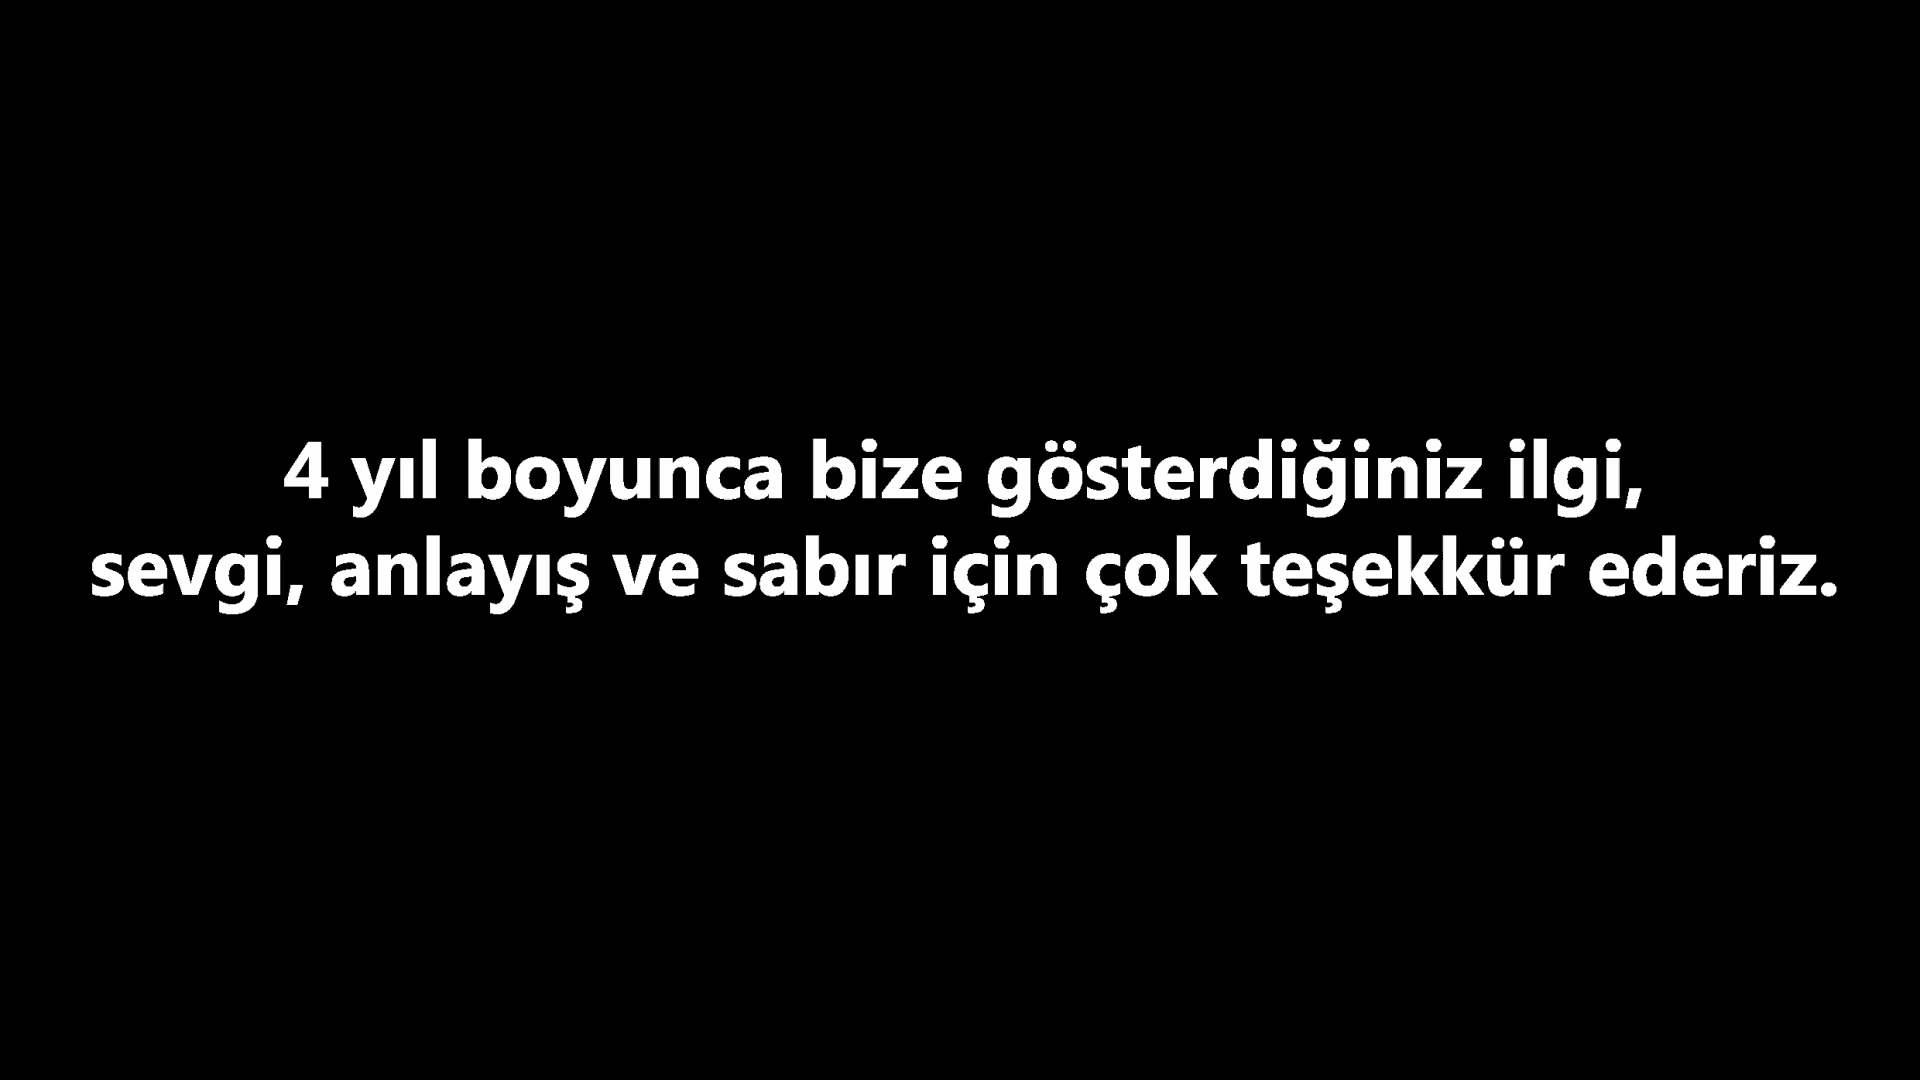 4 yıl boyunca bize gösterdiğiniz ilgi,
sevgi, anlayış ve sabır için çok teşekkür ederiz.